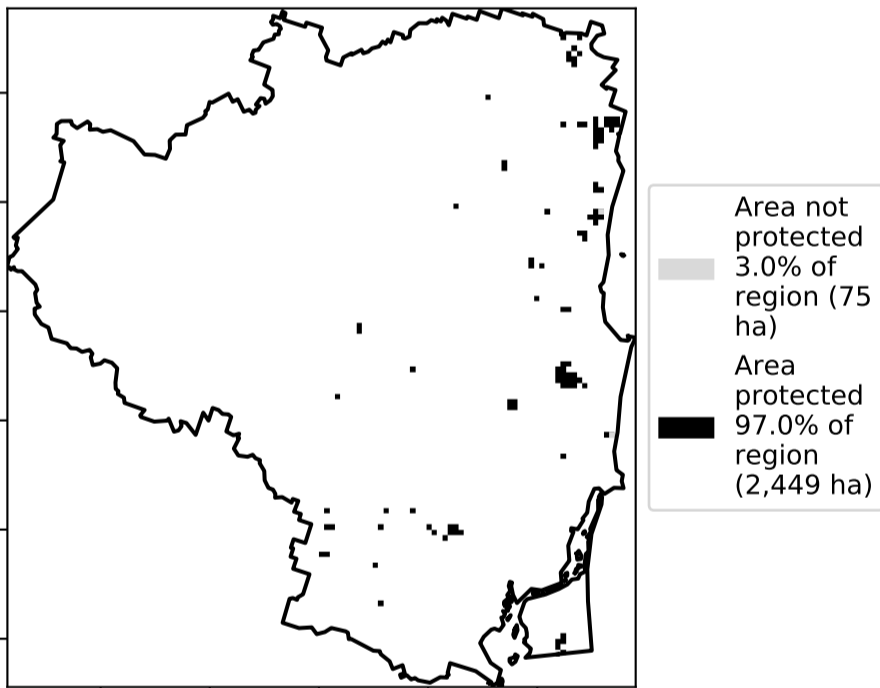 Area not
protected
3.0% of
region (75
ha)
Area
protected
97.0% of
region
(2,449 ha)